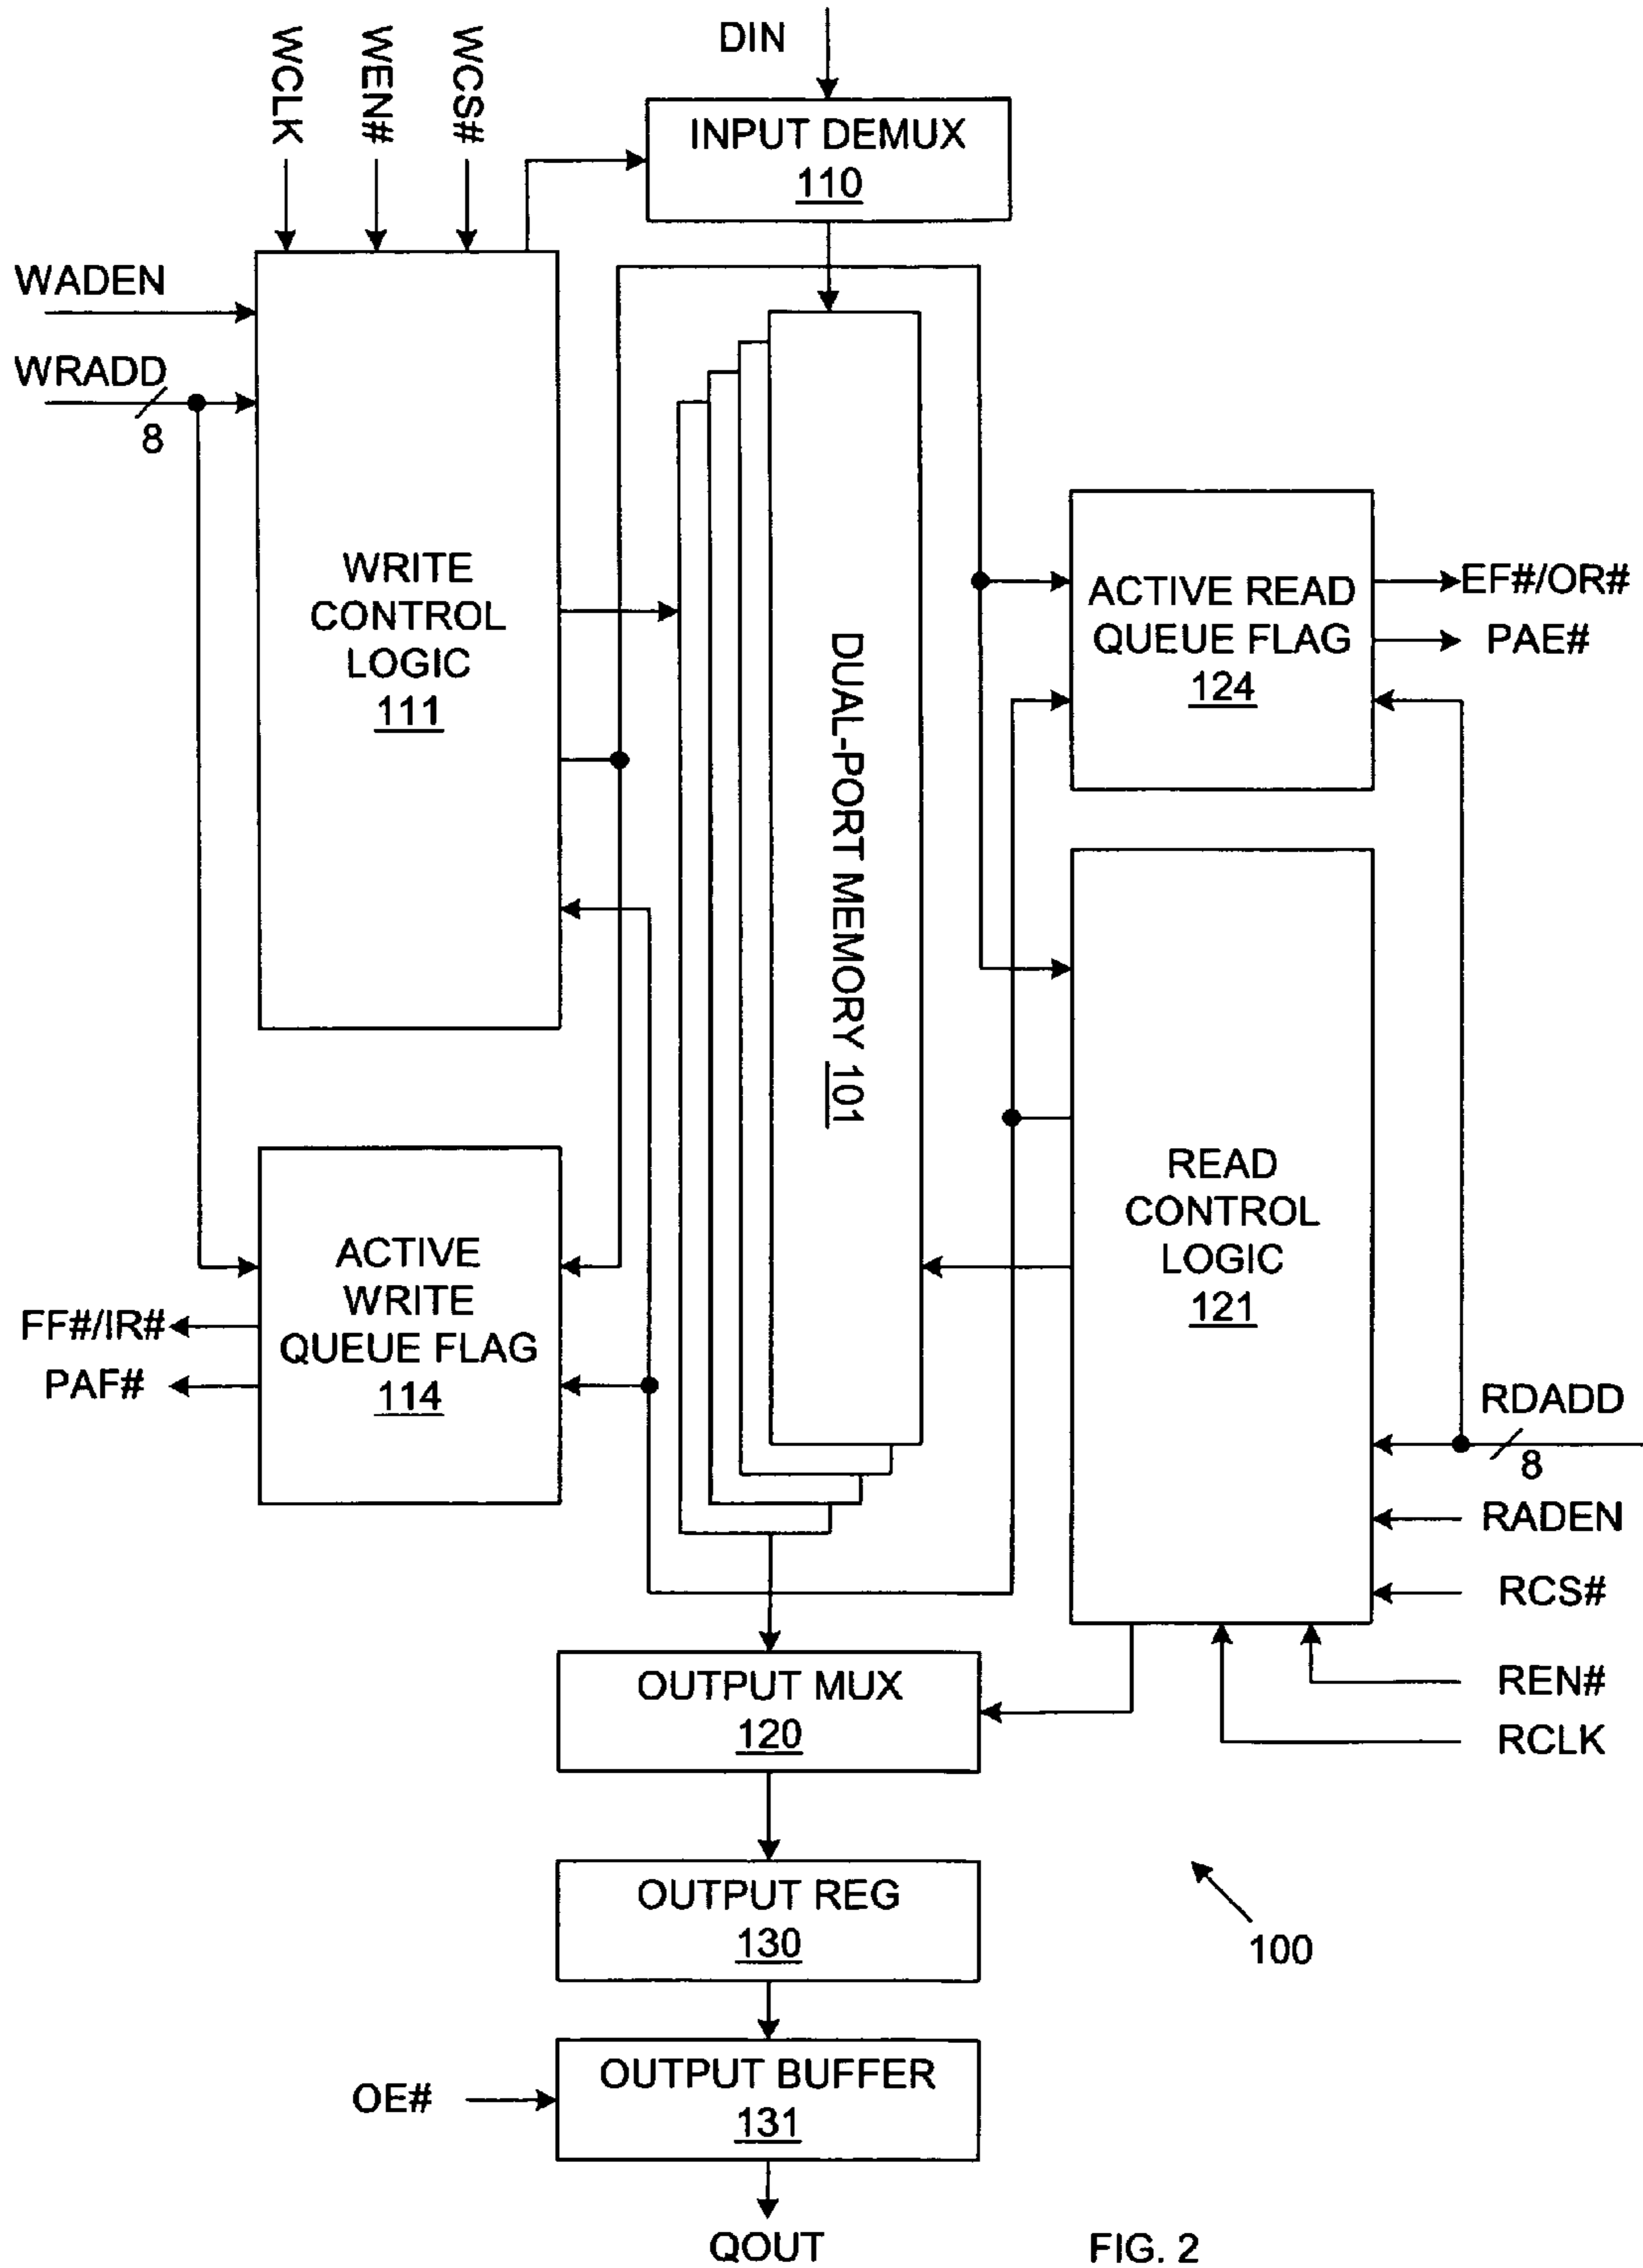 DIN
WCLK
WEN#
WCS#
INPUT DEMUX
110
WADEN
WRADD
8
WRITE
CONTROL
LOGIC
111
DUAL-PORT MEMORY 101
ACTIVE READ
QUEUE FLAG
124
EF#/OR#
PAE#
READ
CONTROL
LOGIC
121
ACTIVE
WRITE
QUEUE FLAG
114
FF#/IR#
PAF#
RDADD
8
RADEN
RCS#
REN#
RCLK
OUTPUT MUX
120
OUTPUT REG
130
100
OUTPUT BUFFER
131
OE#
QOUT
FIG. 2